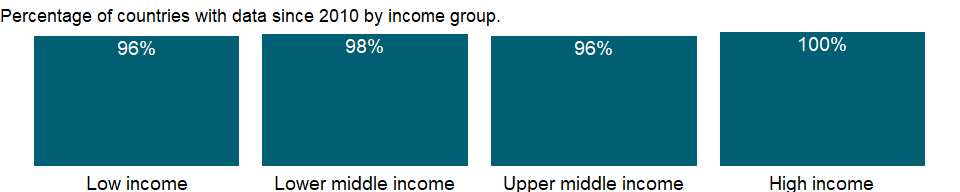 Percentage of countries with data since 2010 by income group.
96% 98% 96% 100%
Low income Lower middle income Upper middle income High income